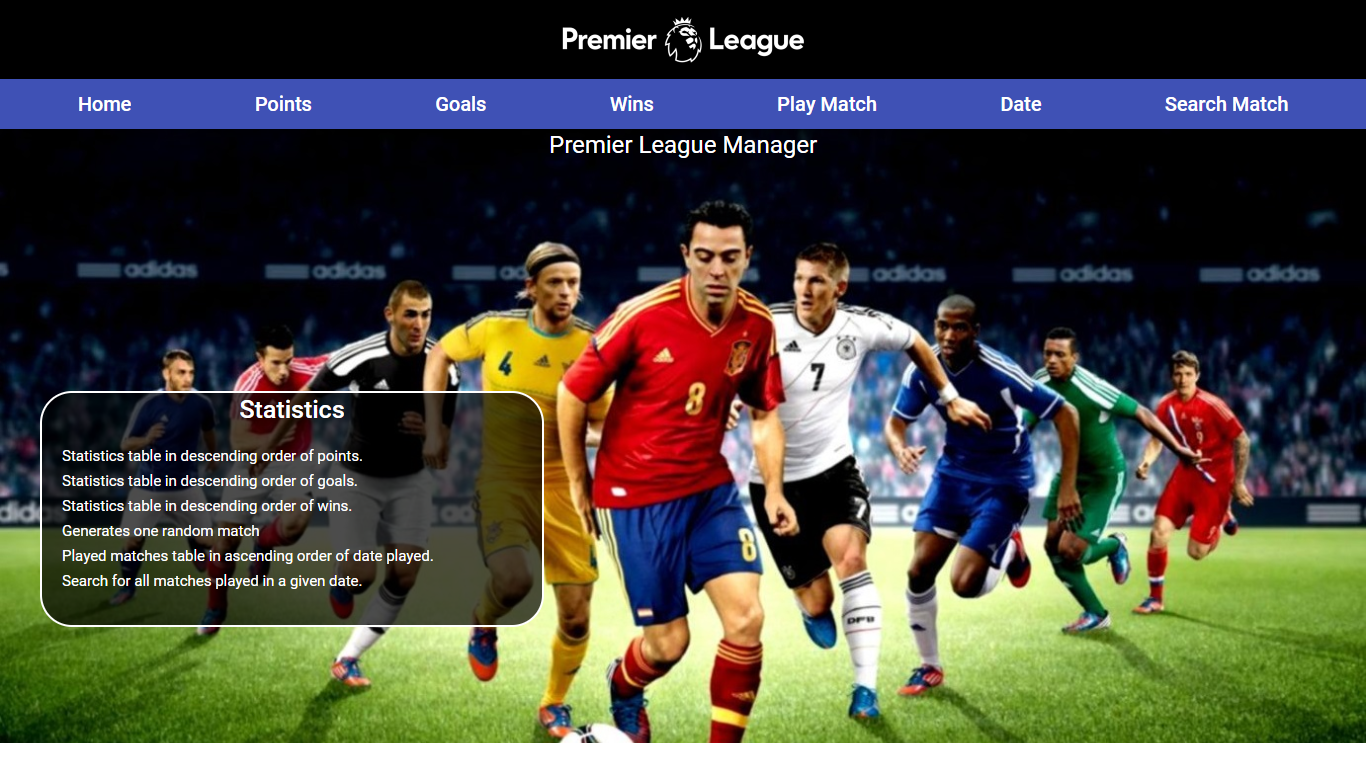 Premier League
Home Points Goals Wins Play Match Date Search Match
Premier League Manager
adidas adidas ad adidas adidas adidas
4
8
7
Statistics
Statistics table in descending order of points.
Statistics table in descending order of goals.
Statistics table in descending order of wins.
Generates one random match
Played matches table in ascending order of date played.
Search for all matches played in a given date.
7
8
DFB